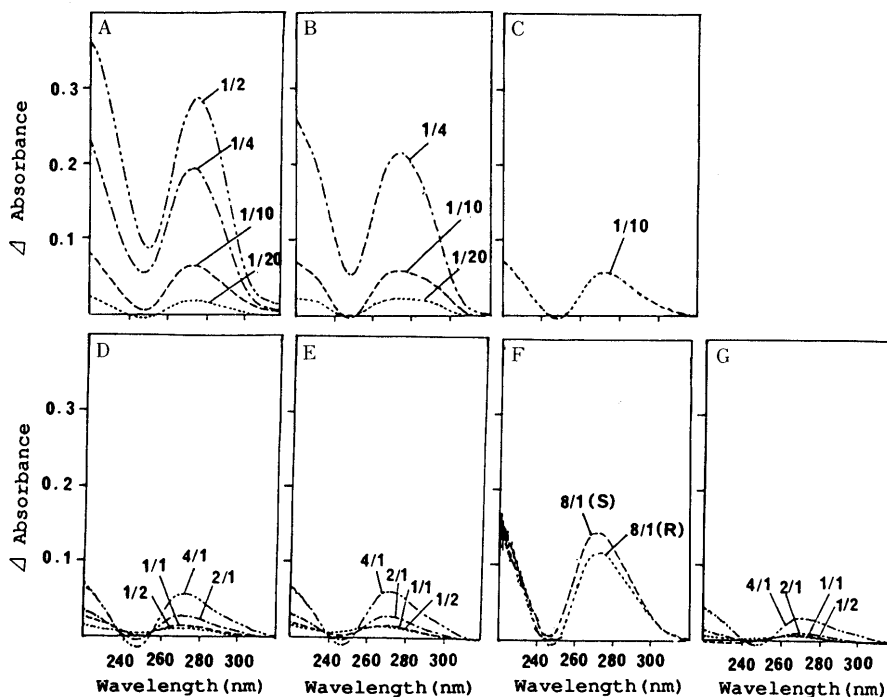 A
B
C
Δ Absorbance
0.3
0.2
0.1
1/2
1/4
1/10
1/20
1/4
1/10
1/20
1/10
D
E
F
G
Δ Absorbance
0.3
0.2
0.1
1/2
1/1
4/1
2/1
4/1
2/1
1/1
1/2
8/1(S)
8/1(R)
4/1
2/1
1/1
1/2
240 260 280 300
240 260 280 300
240 260 280 300
240 260 280 300
Wavelength(nm)
Wavelength(nm)
Wavelength(nm)
Wavelength(nm)